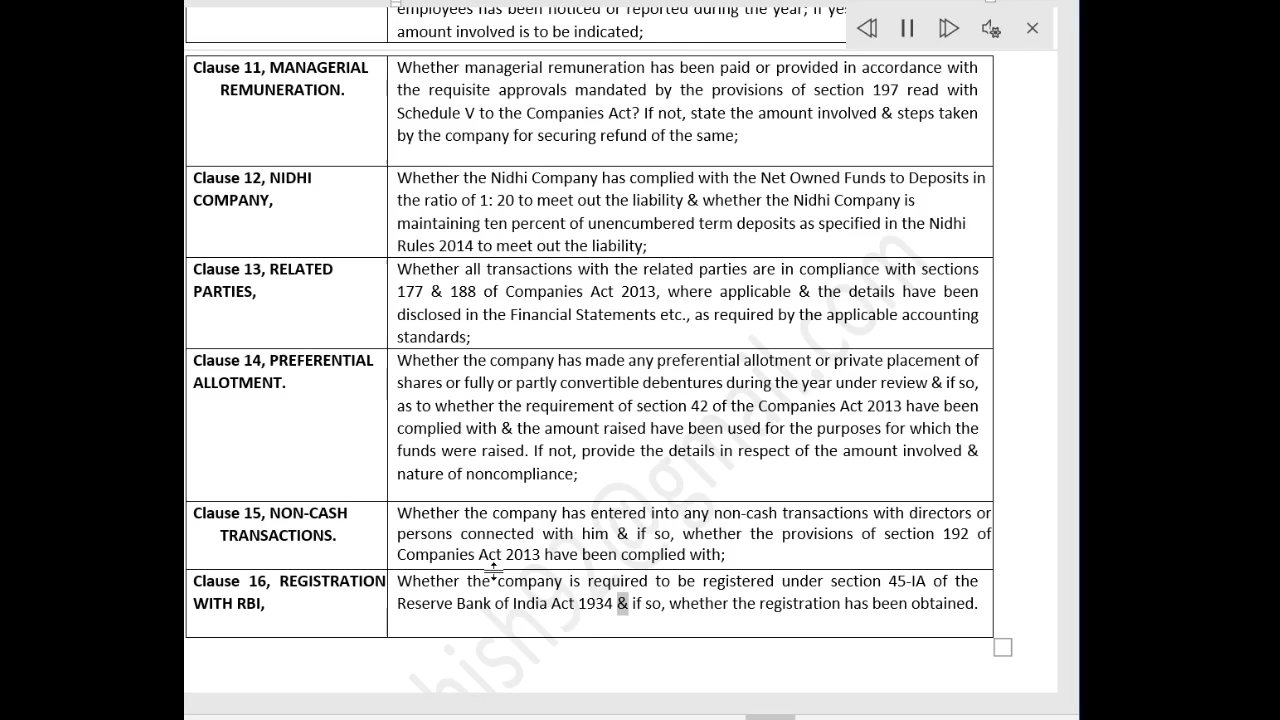 employees has been noticed or reported during the year; if yes
amount involved is to be indicated;
Clause 11, MANAGERIAL
REMUNERATION.
Whether managerial remuneration has been paid or provided in accordance with
the requisite approvals mandated by the provisions of section 197 read with
Schedule V to the Companies Act? If not, state the amount involved & steps taken
by the company for securing refund of the same;
Clause 12, NIDHI
COMPANY,
Whether the Nidhi Company has complied with the Net Owned Funds to Deposits in
the ratio of 1: 20 to meet out the liability & whether the Nidhi Company is
maintaining ten percent of unencumbered term deposits as specified in the Nidhi
Rules 2014 to meet out the liability;
Clause 13, RELATED
PARTIES,
Whether all transactions with the related parties are in compliance with sections
177 & 188 of Companies Act 2013, where applicable & the details have been
disclosed in the Financial Statements etc., as required by the applicable accounting
standards;
Clause 14, PREFERENTIAL
ALLOTMENT.
Whether the company has made any preferential allotment or private placement of
shares or fully or partly convertible debentures during the year under review & if so,
as to whether the requirement of section 42 of the Companies Act 2013 have been
complied with & the amount raised have been used for the purposes for which the
funds were raised. If not, provide the details in respect of the amount involved &
nature of noncompliance;
Clause 15, NON-CASH
TRANSACTIONS.
Whether the company has entered into any non-cash transactions with directors or
persons connected with him & if so, whether the provisions of section 192 of
Companies Act 2013 have been complied with;
Clause 16, REGISTRATION
WITH RBI,
Whether the company is required to be registered under section 45-IA of the
Reserve Bank of India Act 1934 & if so, whether the registration has been obtained.
hish92@gmail.com